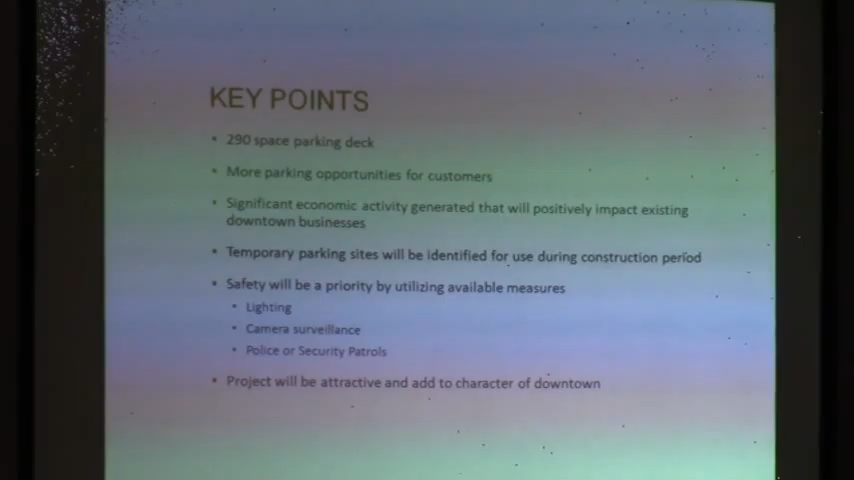 KEY POINTS
• 290 space parking deck
• More parking opportunities for customers
• Significant economic activity generated that will positively impact existing
downtown businesses
• Temporary parking sites will be identified for use during construction period
• Safety will be a priority by utilizing available measures
• Lighting
• Camera surveillance
• Police or Security Patrols
• Project will be attractive and add to character of downtown